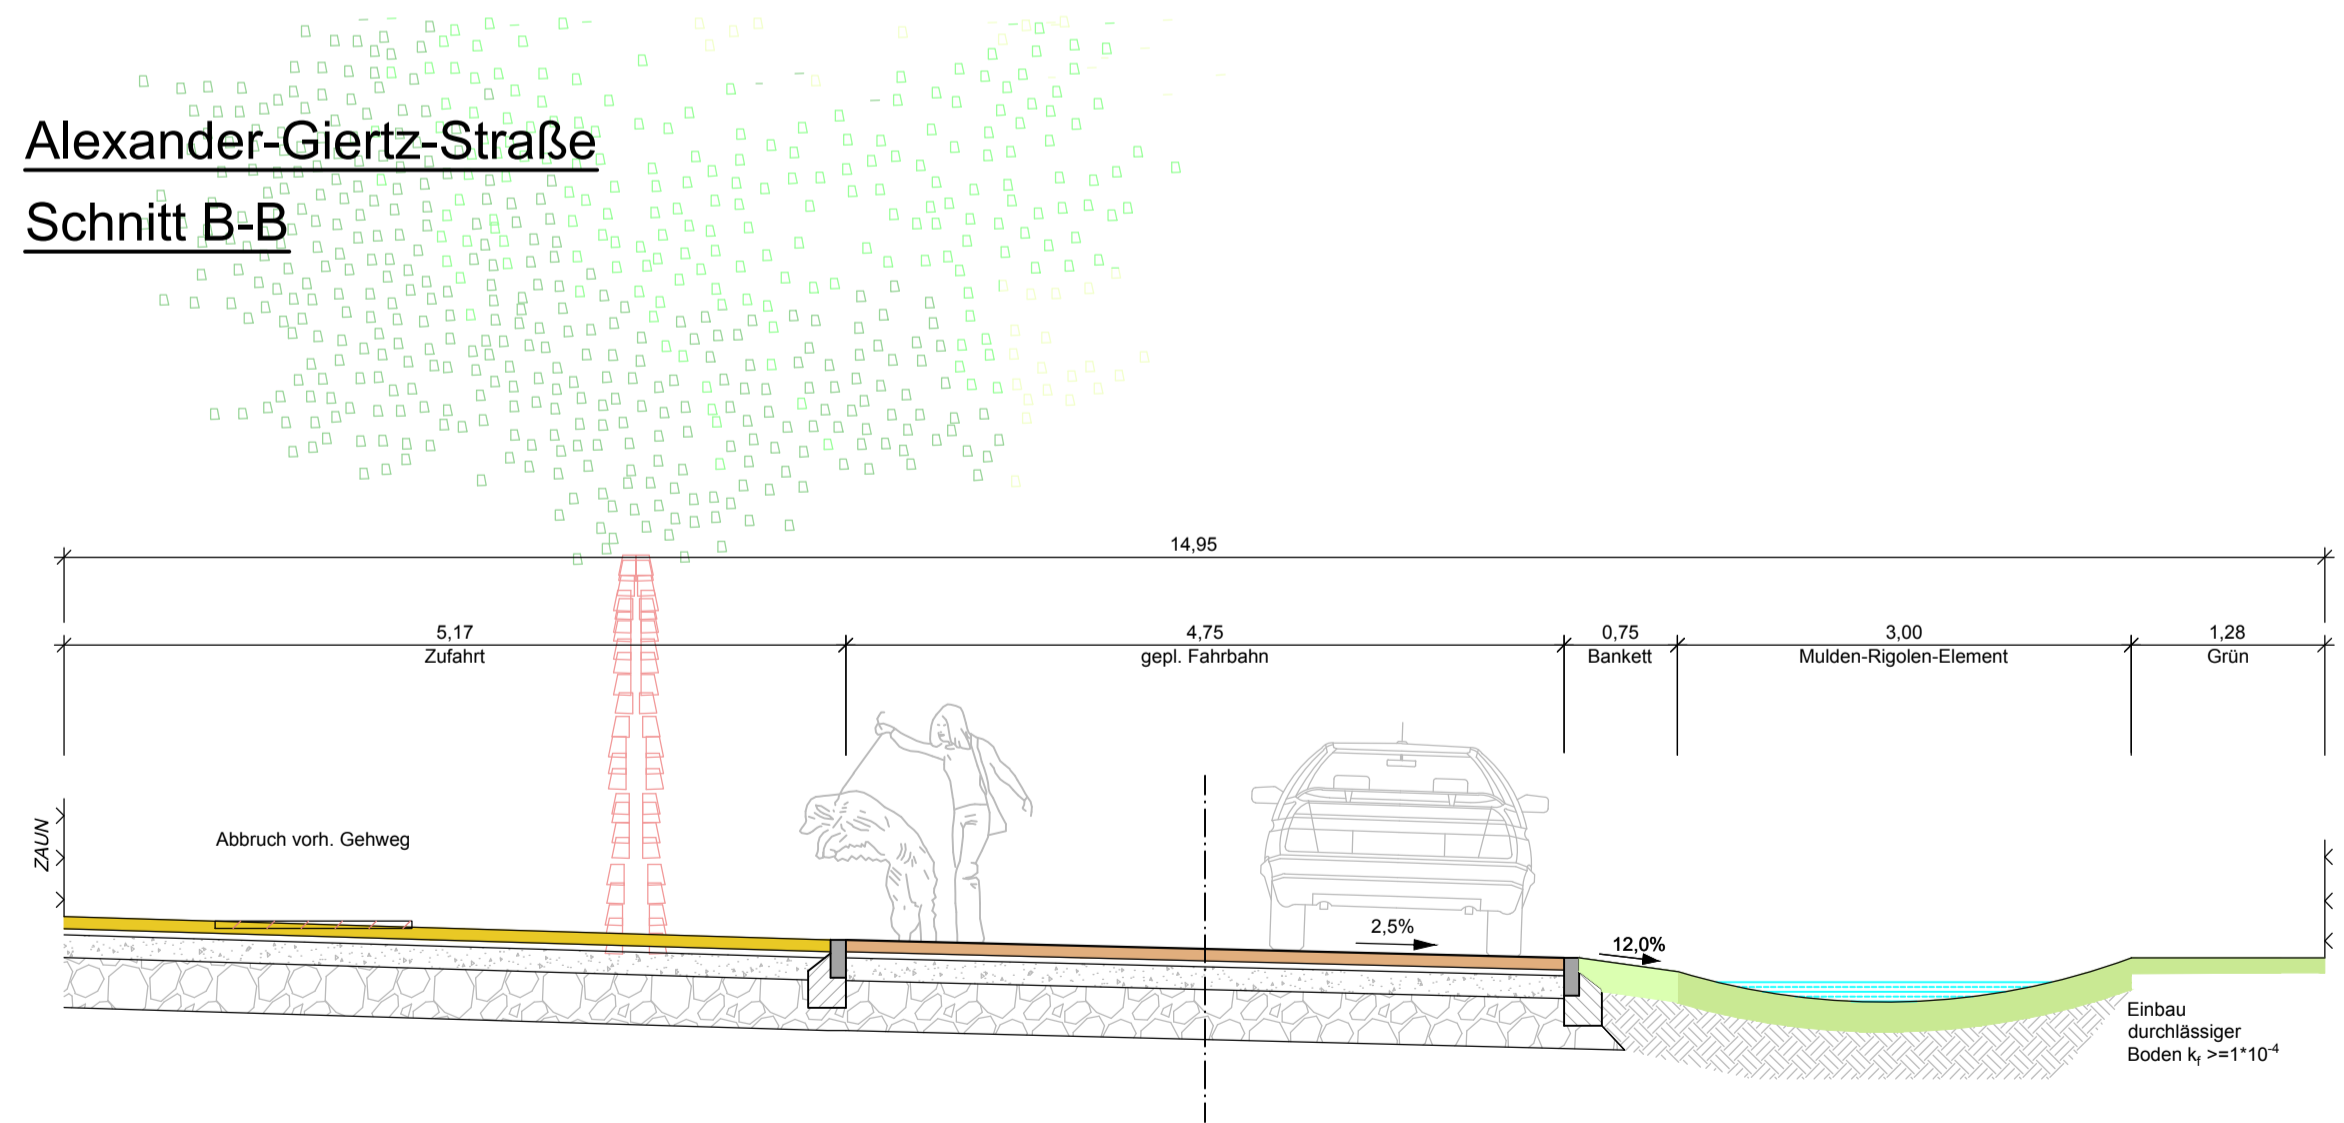 Alexander-Giertz-Straße
Schnitt B-B
14,95
5,17 4,75 0,75 3,00 1,28
Zufahrt gepl. Fahrbahn Bankett Mulden-Rigolen-Element Grün
ZAUN
Abbruch vorh. Gehweg
2,5%
12,0%
Einbau
durchlässiger
Boden k_f >=1*10^-4